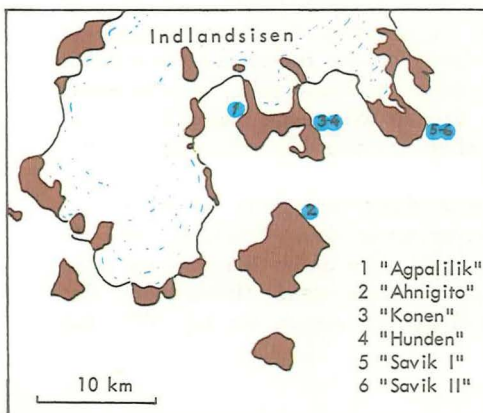 Indlandsisen
1
3-4
5-6
2
1 "Agpalilik"
2 "Ahnigito"
3 "Konen"
4 "Hunden"
5 "Savik I"
6 "Savik II"
10 km